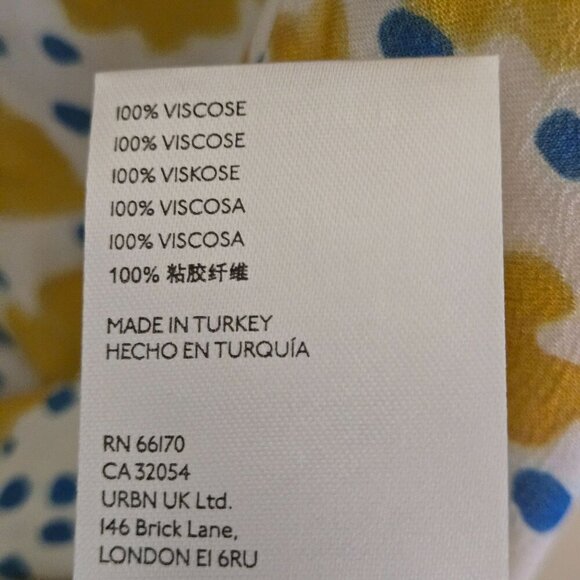 100% VISCOSE
100% VISCOSE
100% VISKOSE
100% VISCOSA
100% VISCOSA
100% 粘胶纤维
MADE IN TURKEY
HECHO EN TURQUÍA
RN 66170
CA 32054
URBN UK Ltd.
146 Brick Lane,
LONDON E1 6RU